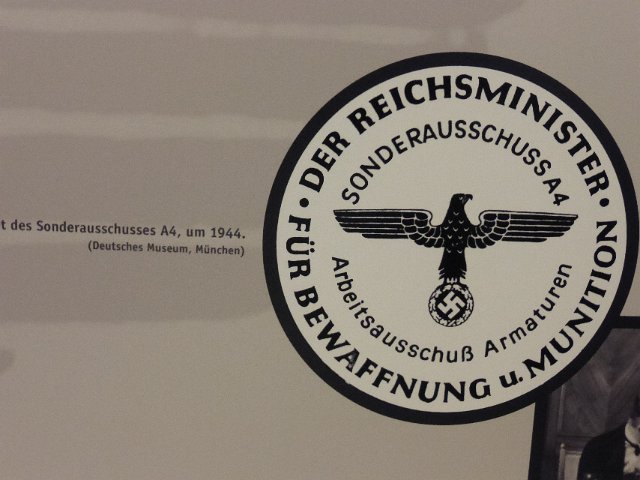 t des Sonderausschusses A4, um 1944.
(Deutsches Museum, München)
• DER REICHSMINISTER •
FÜR BEWAFFNUNG u. MUNITION
SONDERAUSSCHUSS A4
Arbeitsausschuß Armaturen